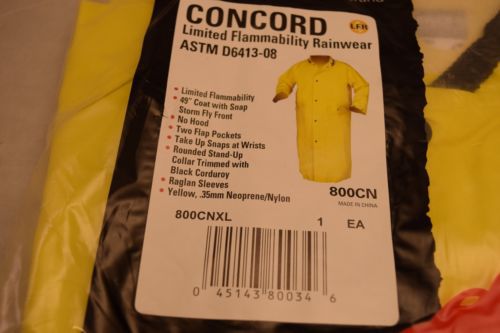 CONCORD
Limited Flammability Rainwear
LFR
ASTM D6413-08
• Limited Flammability
• 49" Coat with Snap
Storm Fly Front
• No Hood
• Two Flap Pockets
• Take Up Snaps at Wrists
• Rounded Stand-Up
Collar Trimmed with
Black Corduroy
• Raglan Sleeves
• Yellow, .35mm Neoprene/Nylon
800CN
MADE IN CHINA
800CNXL 1 EA
0 45143 80034 6